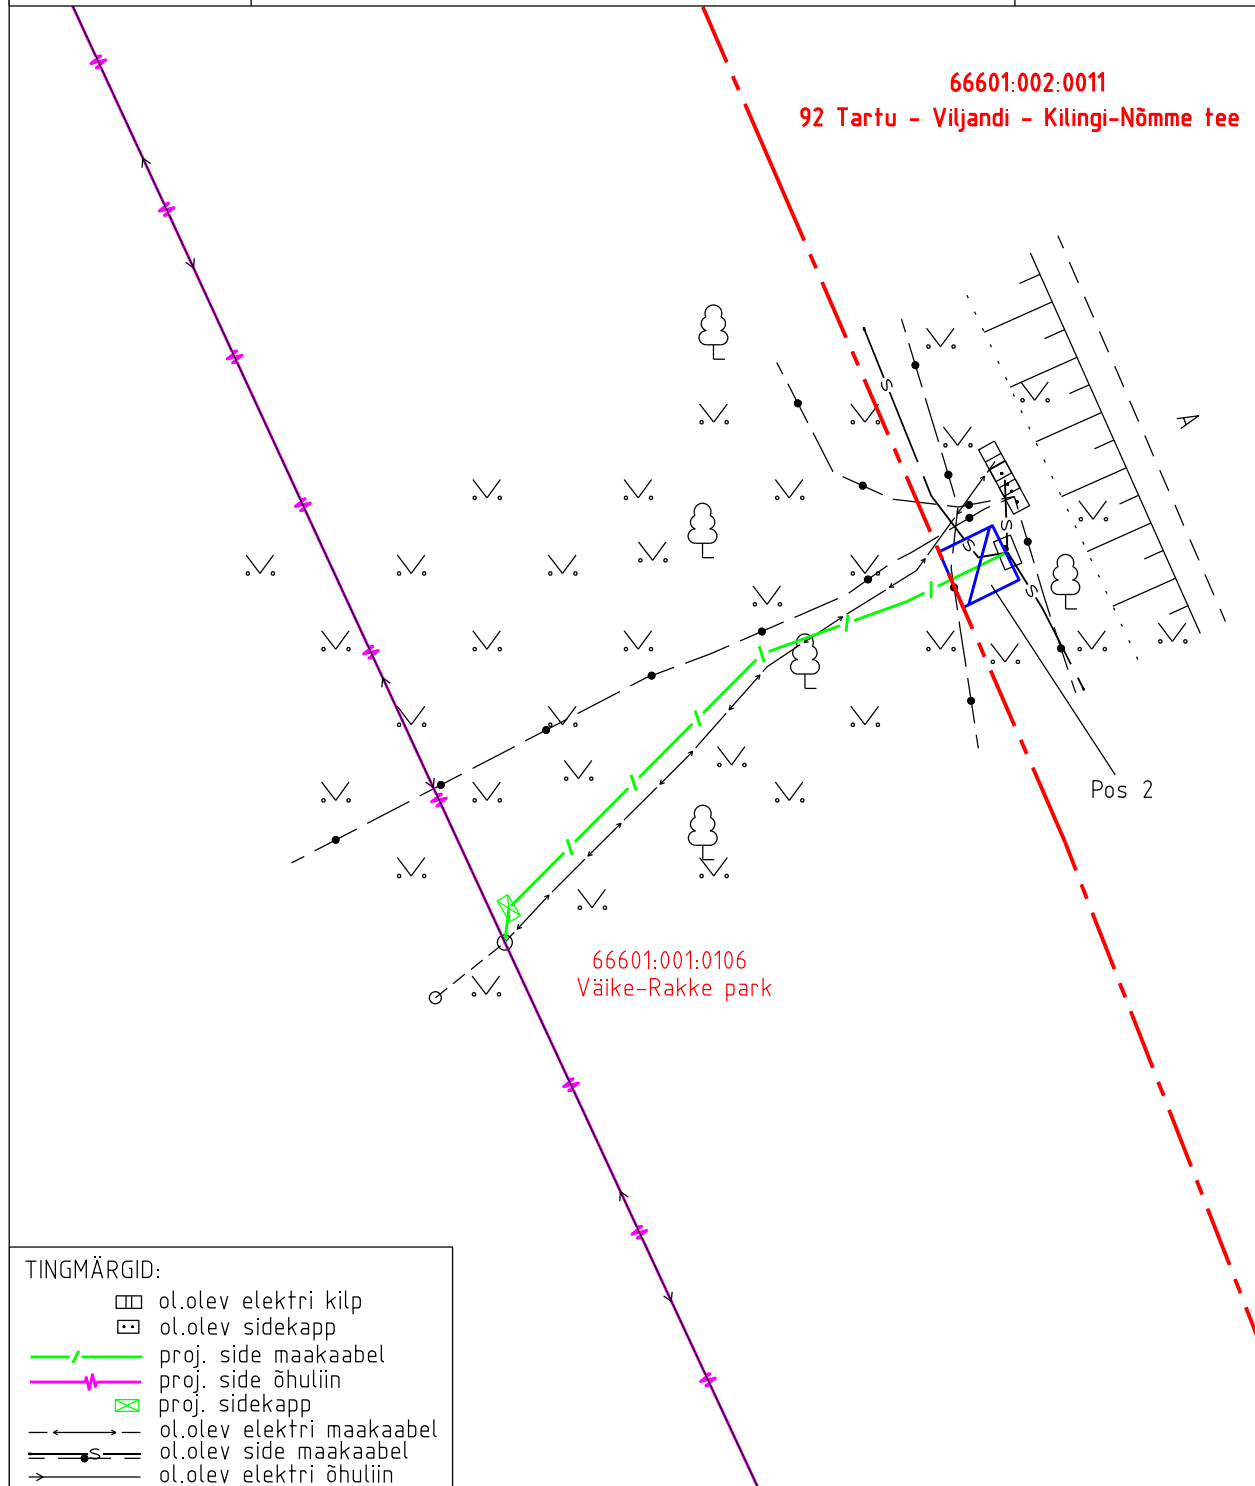 66601:002:0011
92 Tartu - Viljandi - Kilingi-Nõmme tee
A
S
S
S
S
Pos 2
66601:001:0106
Väike-Rakke park
TINGMÄRGID:
ol.olev elektri kilp
ol.olev sidekapp
proj. side maakaabel
proj. side õhuliin
proj. sidekapp
ol.olev elektri maakaabel
S
ol.olev side maakaabel
ol.olev elektri õhuliin